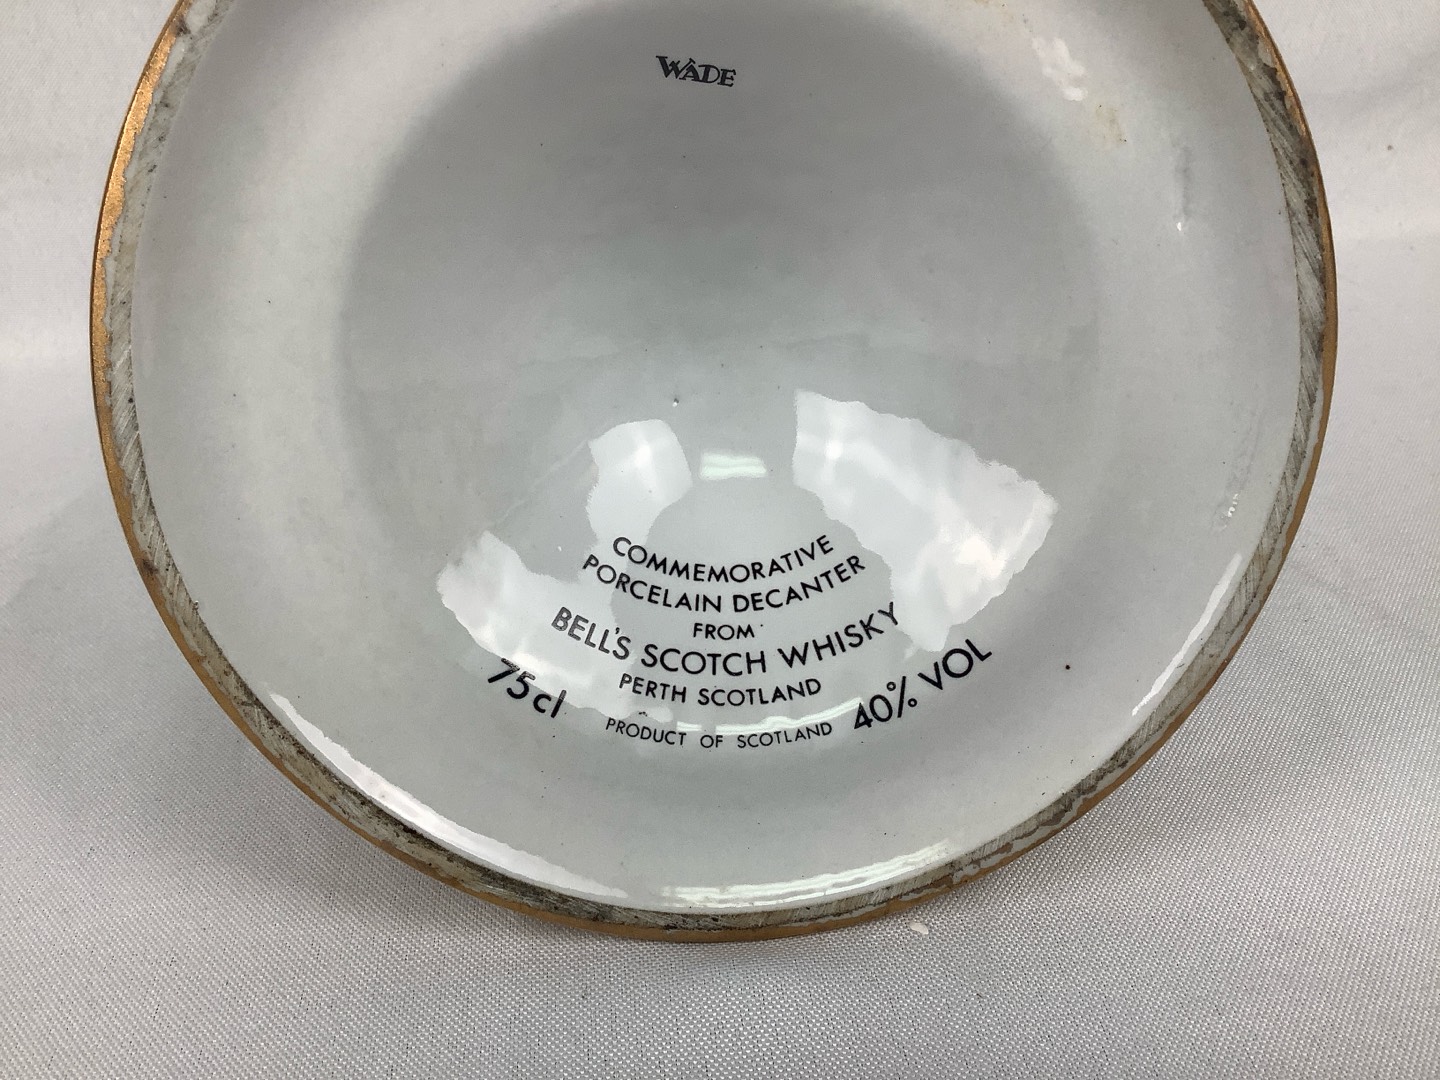 WADE
COMMEMORATIVE
PORCELAIN DECANTER
FROM
BELL'S SCOTCH WHISKY
PERTH SCOTLAND
75cl PRODUCT OF SCOTLAND 40% VOL